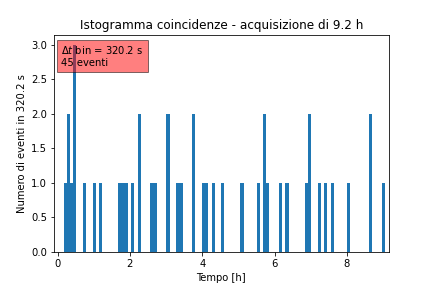 Istogramma coincidenze - acquisizione di 9.2 h
Δt bin = 320.2 s
45 eventi
Numero di eventi in 320.2 s
3.0
2.5
2.0
1.5
1.0
0.5
0.0
0 2 4 6 8
Tempo [h]